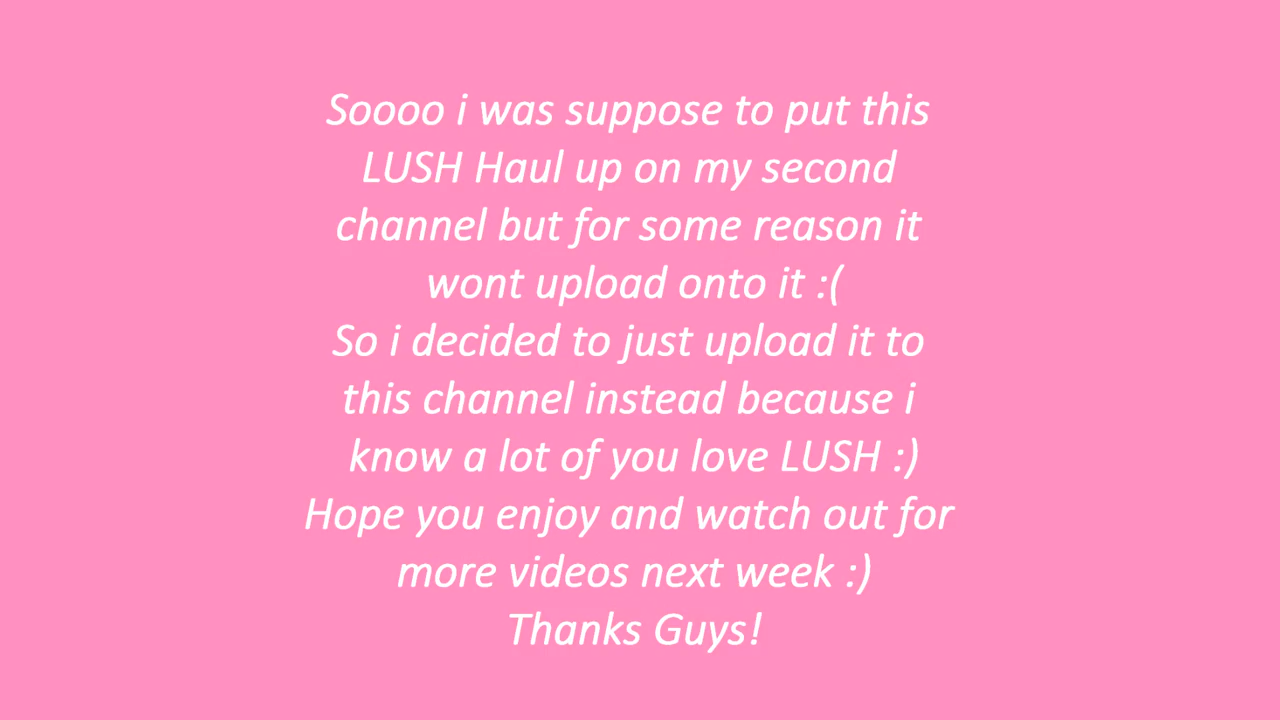 Soooo i was suppose to put this
LUSH Haul up on my second
channel but for some reason it
wont upload onto it :(
So i decided to just upload it to
this channel instead because i
know a lot of you love LUSH :)
Hope you enjoy and watch out for
more videos next week :)
Thanks Guys!